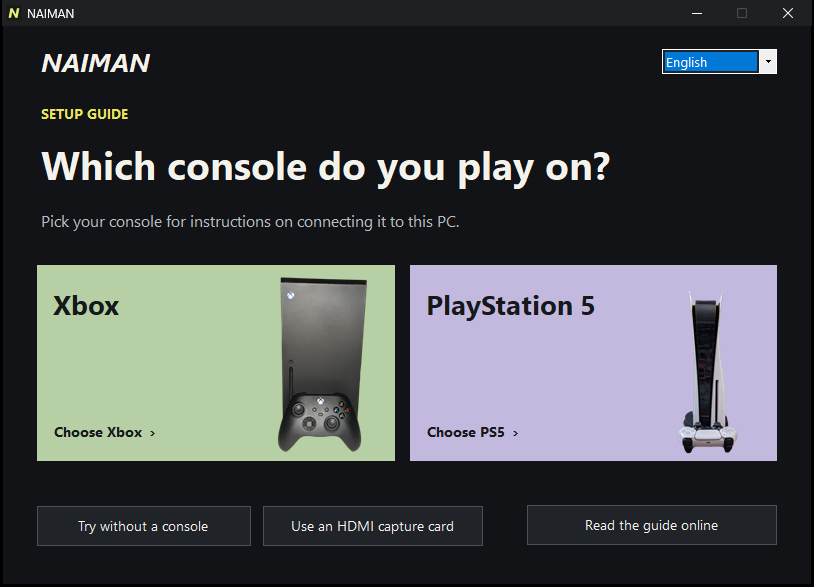 N NAIMAN
NAIMAN
English
SETUP GUIDE
Which console do you play on?
Pick your console for instructions on connecting it to this PC.
Xbox
PlayStation 5
Choose Xbox ›
Choose PS5 ›
Try without a console
Use an HDMI capture card
Read the guide online